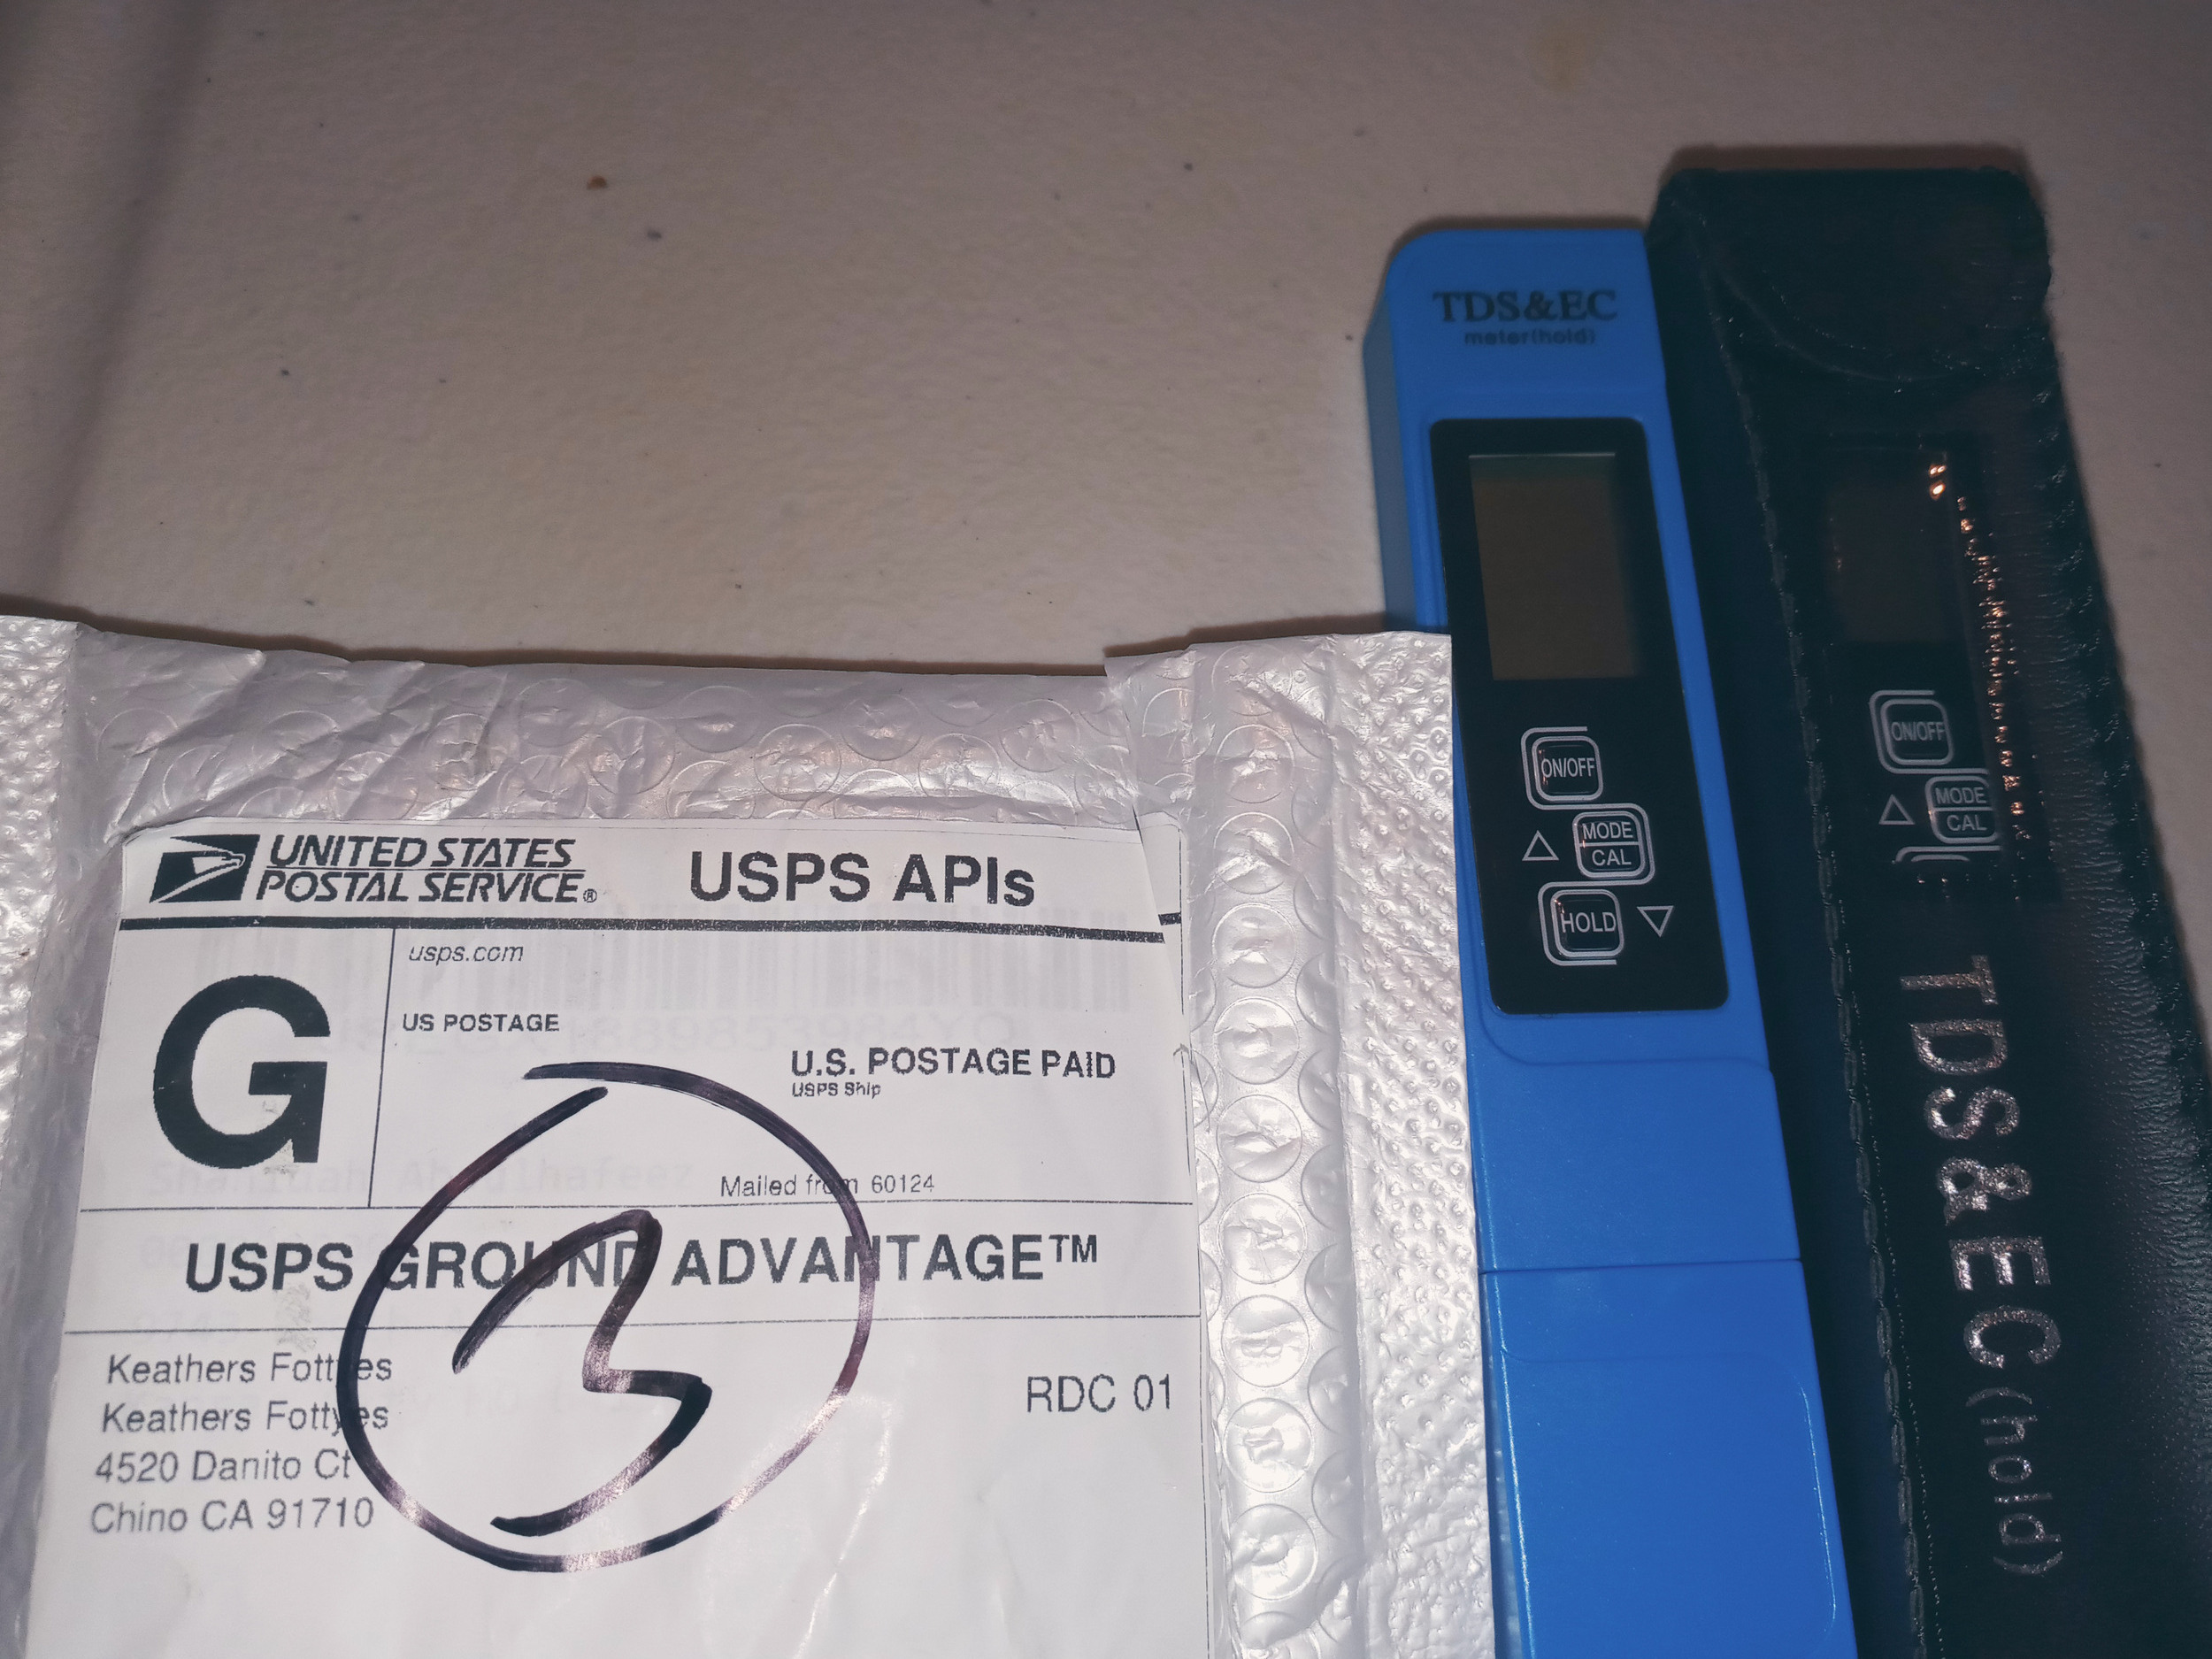 UNITED STATES
POSTAL SERVICE®
USPS APIs
G
usps.com
US POSTAGE
U.S. POSTAGE PAID
USPS Ship
Mailed from 60124
USPS GROUND ADVANTAGE™
3
Keathers Fottyes
Keathers Fottyes
4520 Danito Ct
Chino CA 91710
RDC 01
TDS&EC
meter(hold)
ON/OFF
△ MODE
CAL
HOLD ▽
ON/OFF
△ MODE
CAL
TDS&EC (hold)